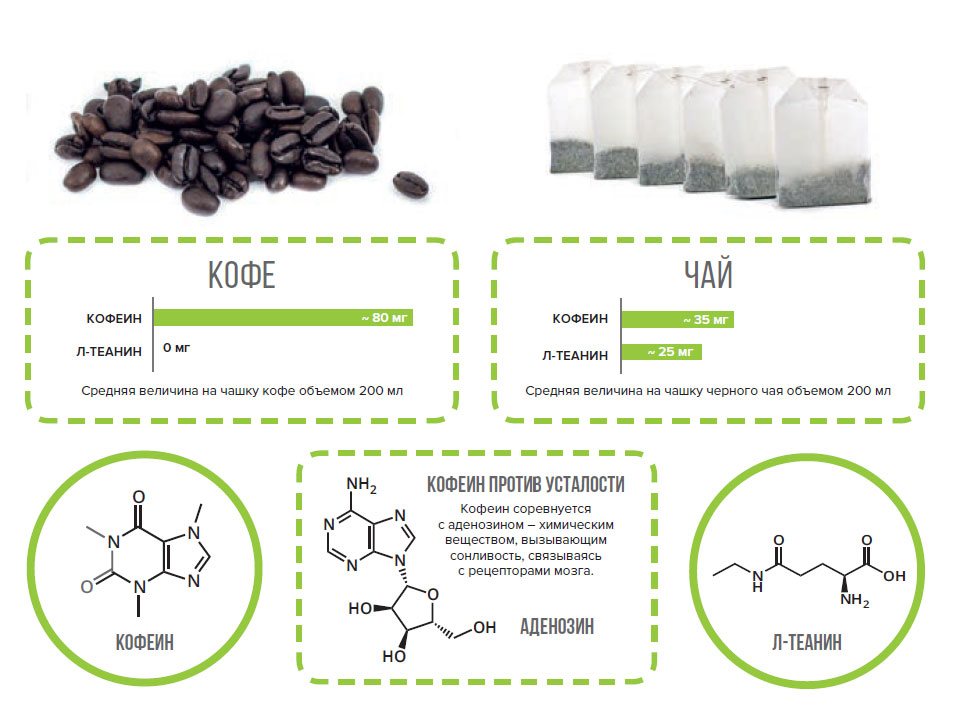 КОФЕ
КОФЕИН ~ 80 мг
Л-ТЕАНИН 0 мг
Средняя величина на чашку кофе объемом 200 мл
ЧАЙ
КОФЕИН ~ 35 мг
Л-ТЕАНИН ~ 25 мг
Средняя величина на чашку черного чая объемом 200 мл
O
N
N
O
N
N
КОФЕИН
NH2
N
N
N
N
O
HO
OH
HO
КОФЕИН ПРОТИВ УСТАЛОСТИ
Кофеин соревнуется
с аденозином – химическим
веществом, вызывающим
сонливость, связываясь
с рецепторами мозга.
АДЕНОЗИН
O
O
N
H
OH
NH2
Л-ТЕАНИН